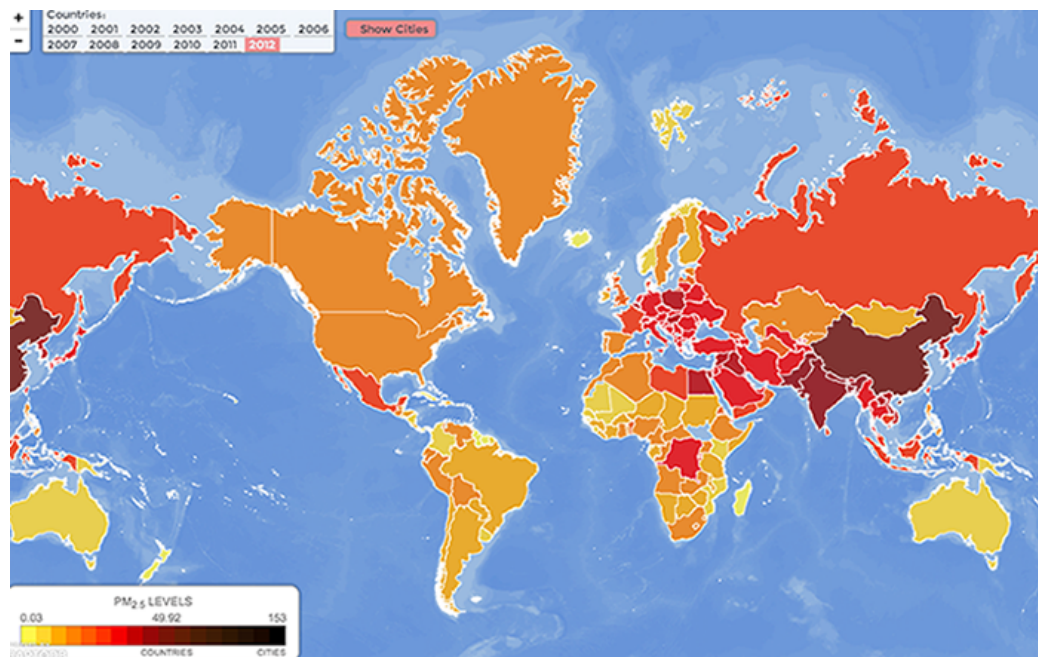 +
Countries:
2000 2001 2002 2003 2004 2005 2006
2007 2008 2009 2010 2011 2012
Show Cities
-
PM2.5 LEVELS
0.03 49.92 153
COUNTRIES CITIES